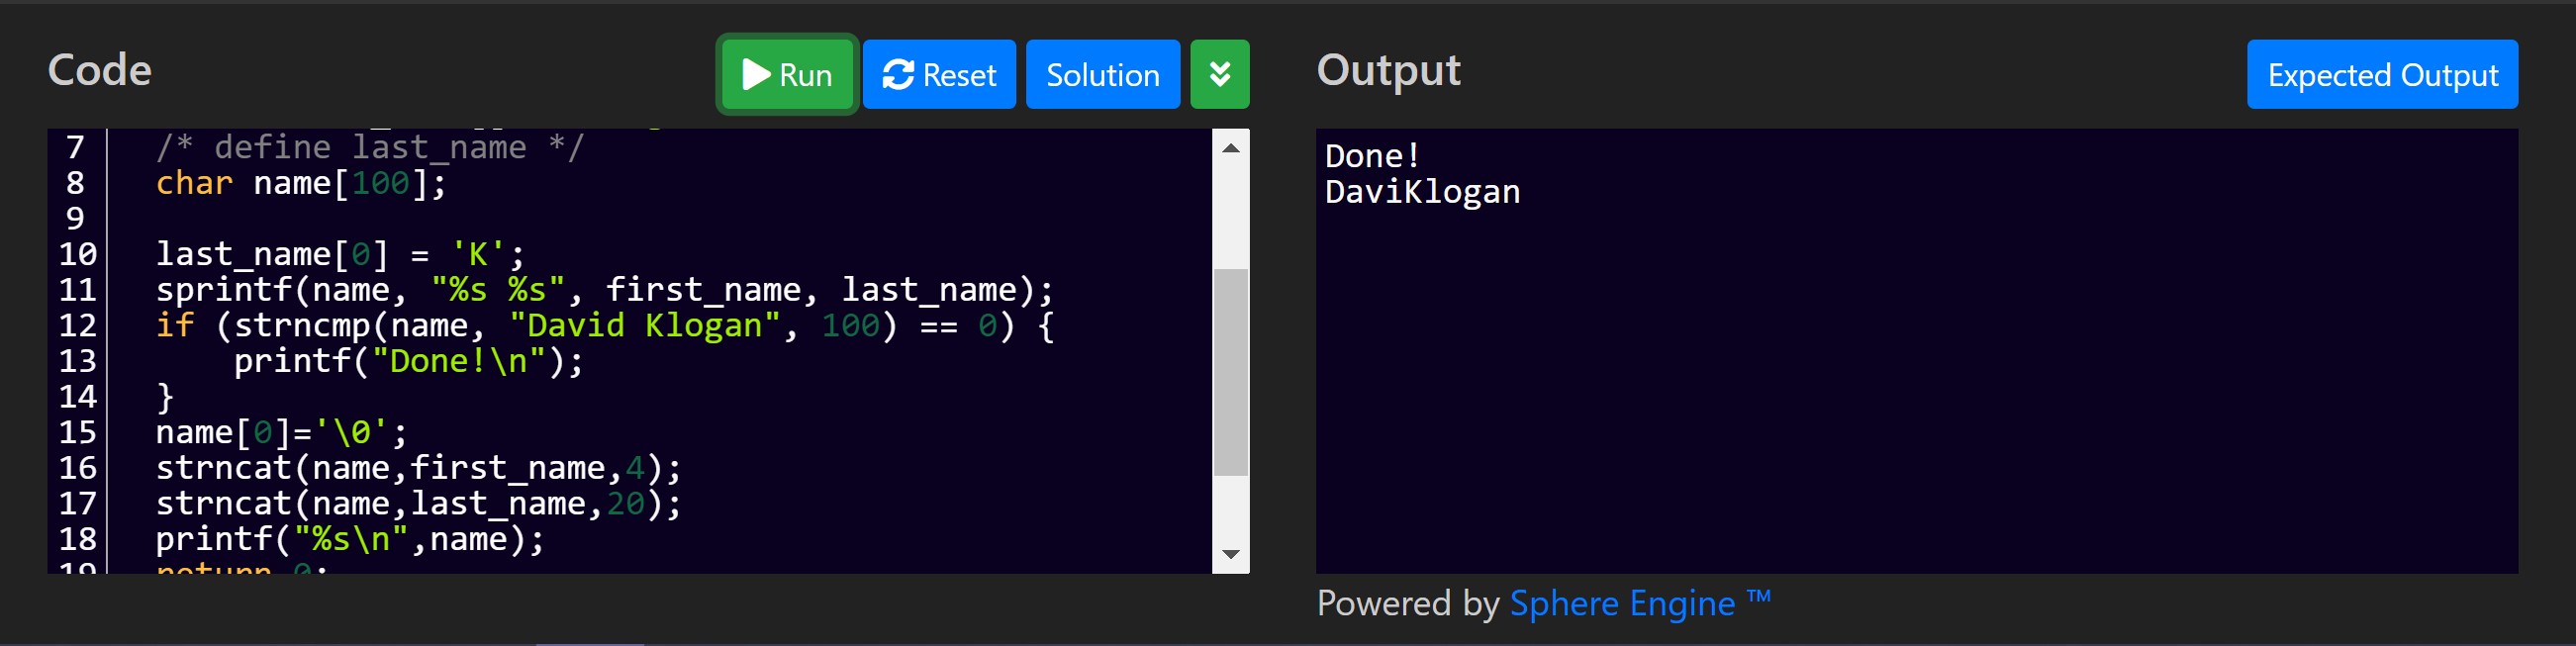 Code
Run
Reset
Solution
7 /* define last_name */
8 char name[100];
9
10 last_name[0] = 'K';
11 sprintf(name, "%s %s", first_name, last_name);
12 if (strncmp(name, "David Klogan", 100) == 0) {
13 printf("Done!\n");
14 }
15 name[0]='\0';
16 strncat(name,first_name,4);
17 strncat(name,last_name,20);
18 printf("%s\n",name);
19 return 0;
Output
Expected Output
Done!
DaviKlogan
Powered by Sphere Engine ™